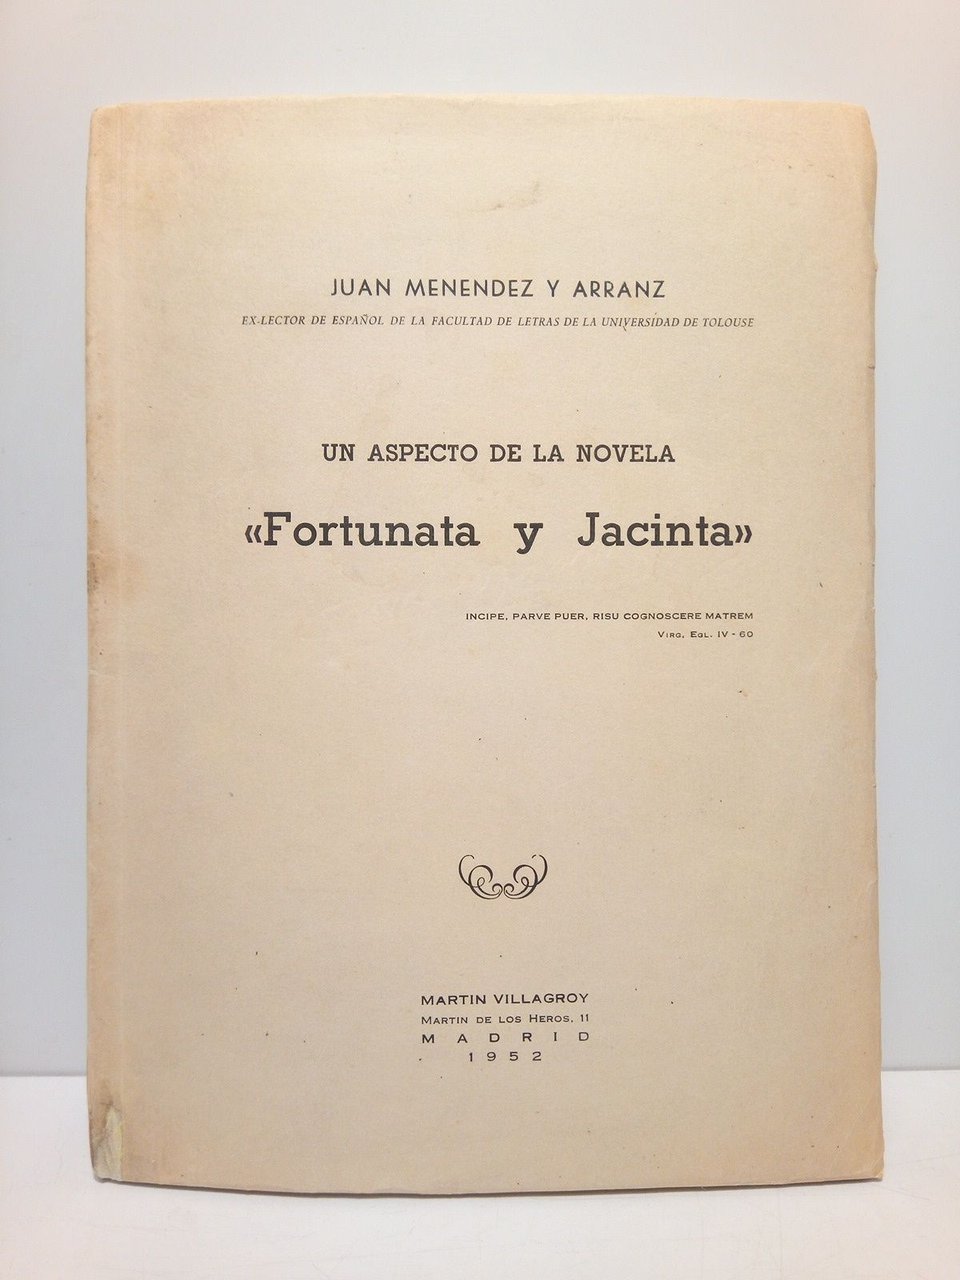 JUAN MENENDEZ Y ARRANZ
EX-LECTOR DE ESPAÑOL DE LA FACULTAD DE LETRAS DE LA UNIVERSIDAD DE TOLOUSE
UN ASPECTO DE LA NOVELA
«Fortunata y Jacinta»
INCIPE, PARVE PUER, RISU COGNOSCERE MATREM
VIRG. EGL. IV - 60
MARTIN VILLAGROY
MARTIN DE LOS HEROS, 11
MADRID
1952